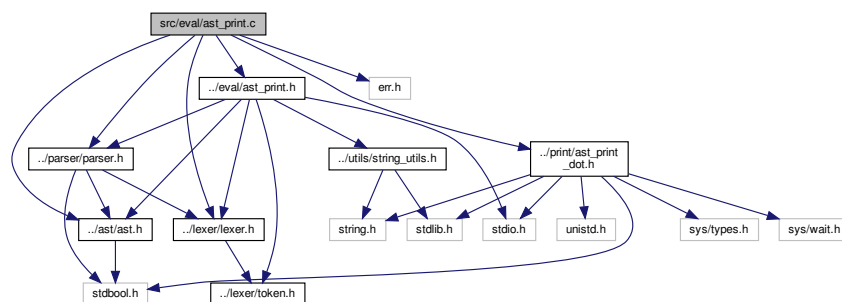 src/eval/ast_print.c
../eval/ast_print.h
err.h
../parser/parser.h
../utils/string_utils.h
../print/ast_print
_dot.h
../ast/ast.h
../lexer/lexer.h
string.h
stdlib.h
stdio.h
unistd.h
sys/types.h
sys/wait.h
stdbool.h
../lexer/token.h